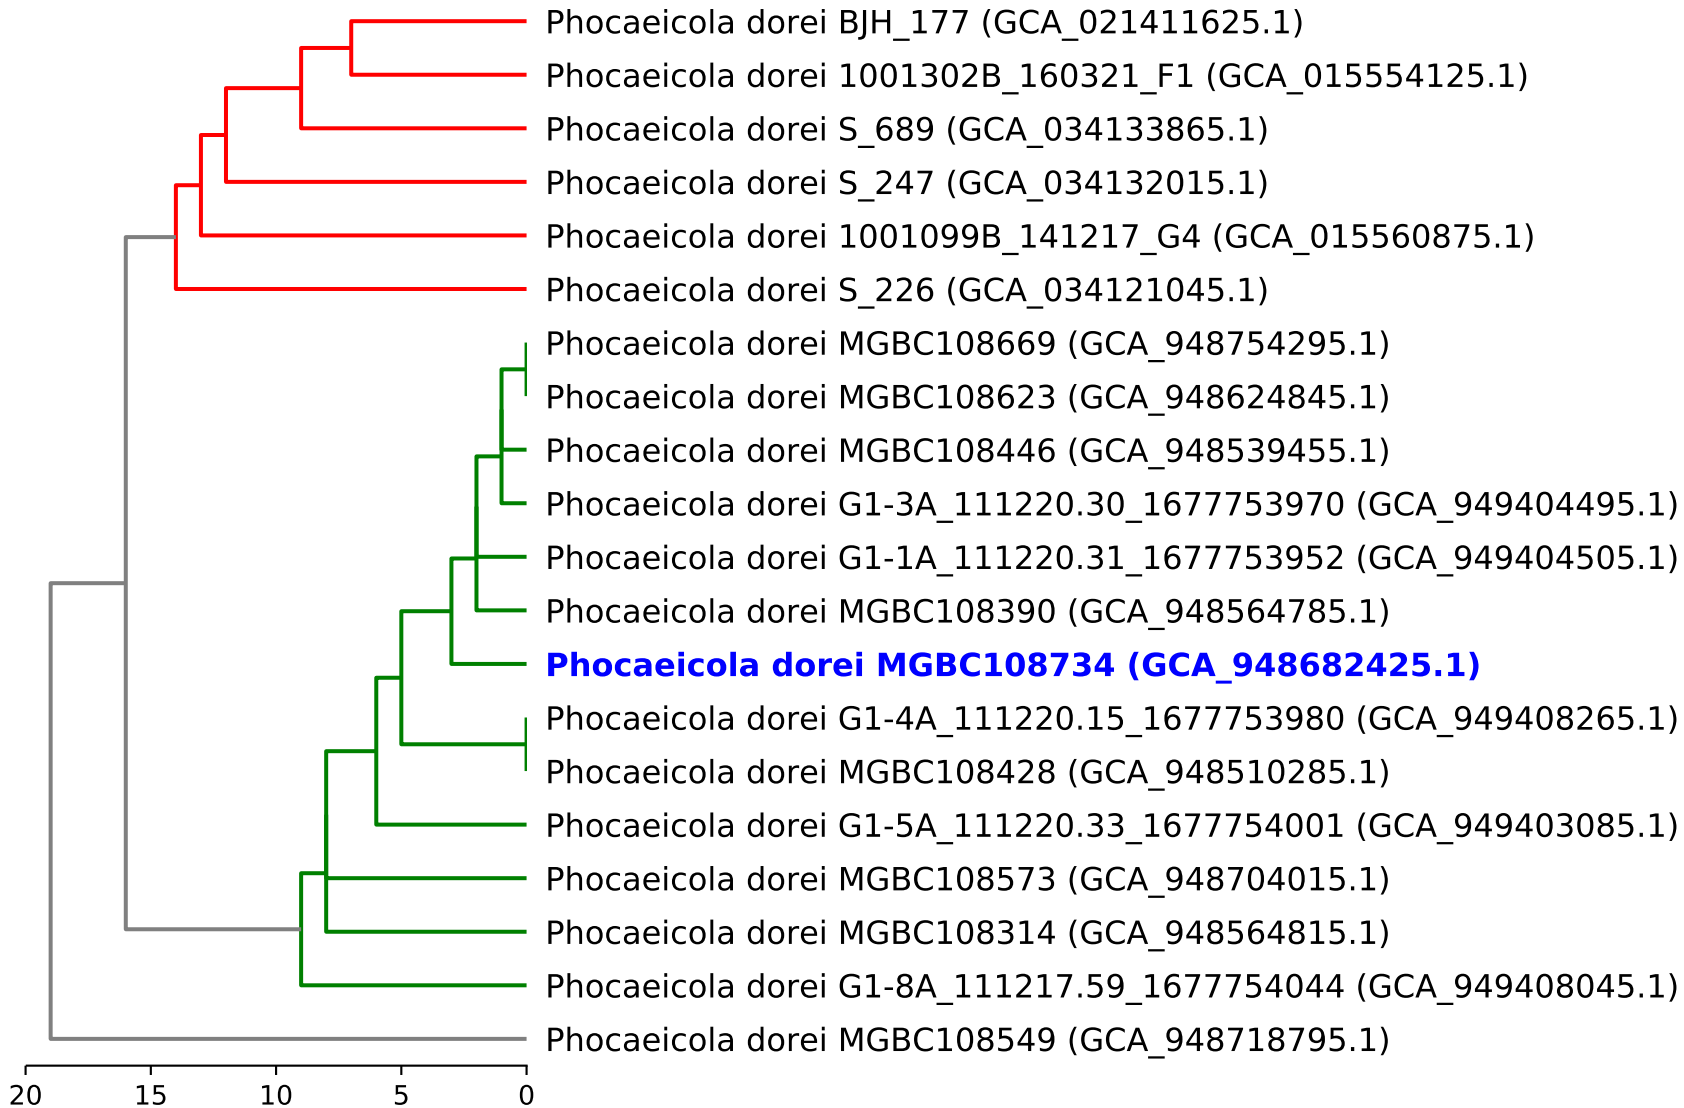 Phocaeicola dorei BJH_177 (GCA_021411625.1)
Phocaeicola dorei 1001302B_160321_F1 (GCA_015554125.1)
Phocaeicola dorei S_689 (GCA_034133865.1)
Phocaeicola dorei S_247 (GCA_034132015.1)
Phocaeicola dorei 1001099B_141217_G4 (GCA_015560875.1)
Phocaeicola dorei S_226 (GCA_034121045.1)
Phocaeicola dorei MGBC108669 (GCA_948754295.1)
Phocaeicola dorei MGBC108623 (GCA_948624845.1)
Phocaeicola dorei MGBC108446 (GCA_948539455.1)
Phocaeicola dorei G1-3A_111220.30_1677753970 (GCA_949404495.1)
Phocaeicola dorei G1-1A_111220.31_1677753952 (GCA_949404505.1)
Phocaeicola dorei MGBC108390 (GCA_948564785.1)
Phocaeicola dorei MGBC108734 (GCA_948682425.1)
Phocaeicola dorei G1-4A_111220.15_1677753980 (GCA_949408265.1)
Phocaeicola dorei MGBC108428 (GCA_948510285.1)
Phocaeicola dorei G1-5A_111220.33_1677754001 (GCA_949403085.1)
Phocaeicola dorei MGBC108573 (GCA_948704015.1)
Phocaeicola dorei MGBC108314 (GCA_948564815.1)
Phocaeicola dorei G1-8A_111217.59_1677754044 (GCA_949408045.1)
Phocaeicola dorei MGBC108549 (GCA_948718795.1)
20 15 10 5 0